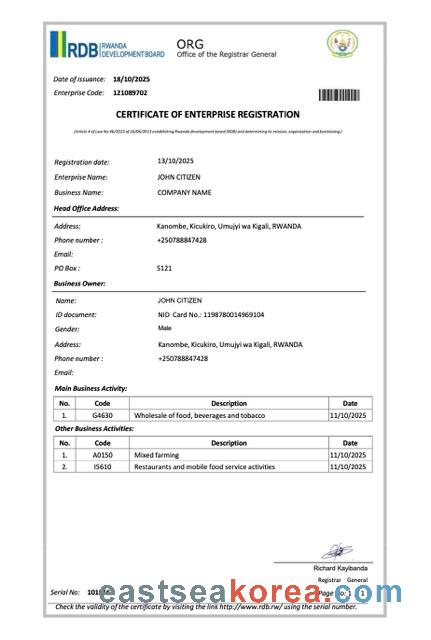 RDB RWANDA DEVELOPMENT BOARD
ORG
Office of the Registrar General
Date of issuance: 18/10/2025
Enterprise Code: 121089702
CERTIFICATE OF ENTERPRISE REGISTRATION
(Article 4 of Law No 46/2013 of 16/06/2013 establishing Rwanda development board (RDB) and determining its mission, organization and functioning.)
Registration date: 13/10/2025
Enterprise Name: JOHN CITIZEN
Business Name: COMPANY NAME
Head Office Address:
Address: Kanombe, Kicukiro, Umujyi wa Kigali, RWANDA
Phone number : +250788847428
Email:
PO Box : 5121
Business Owner:
Name: JOHN CITIZEN
ID document: NID Card No.: 1198780014969104
Gender: Male
Address: Kanombe, Kicukiro, Umujyi wa Kigali, RWANDA
Phone number : +250788847428
Email:
Main Business Activity:
No. Code Description Date
1. G4630 Wholesale of food, beverages and tobacco 11/10/2025
Other Business Activities:
No. Code Description Date
1. A0150 Mixed farming 11/10/2025
2. I5610 Restaurants and mobile food service activities 11/10/2025
Richard Kayibanda
Registrar General
Serial No: Page No: 1
eastseakorea.com
Check the validity of the certificate by visiting the link http://www.rdb.rw/ using the serial number.